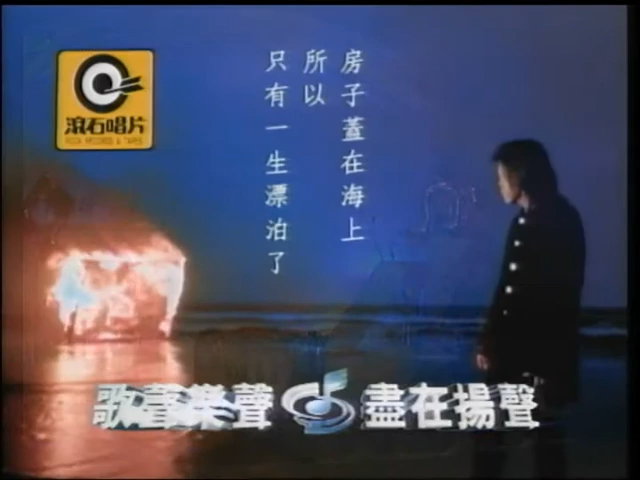 滾石唱片
ROCK RECORDS & TAPES
房子蓋在海上
所以
只有一生漂泊了
歌聲樂聲 盡在揚聲